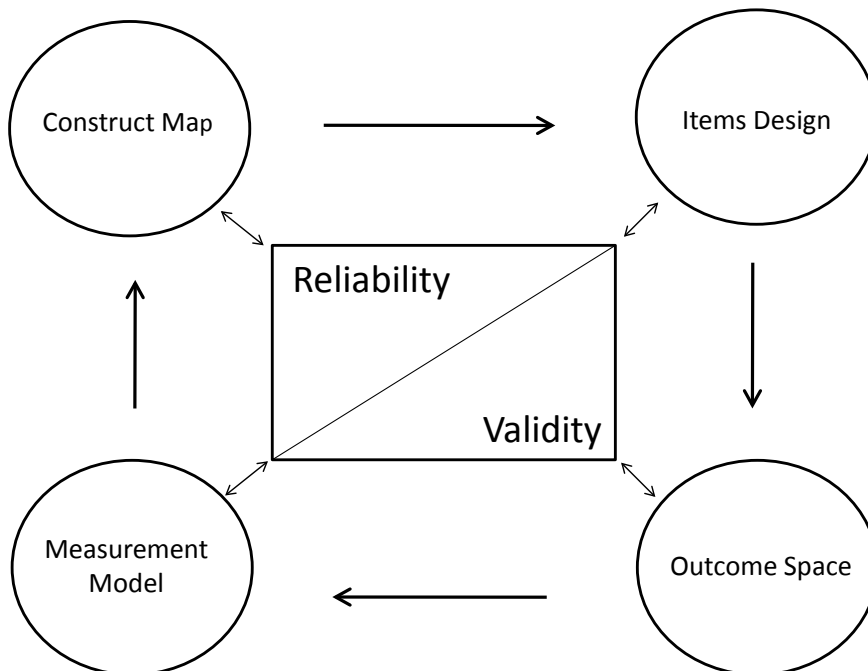 Construct Map
Items Design
Reliability
Validity
Measurement
Model
Outcome Space